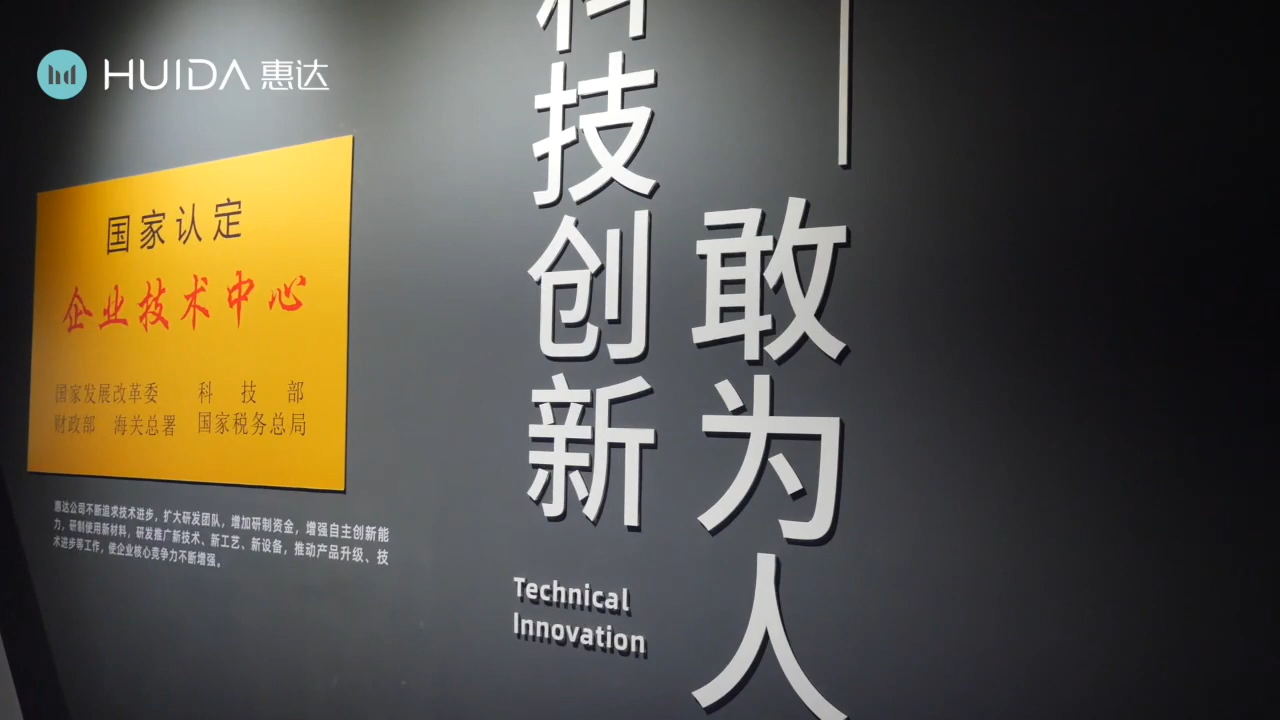 HUIDA 惠达
国家认定
企业技术中心
国家发展改革委 科技部
财政部 海关总署 国家税务总局
惠达公司不断追求技术进步，扩大研发团队，增加研制资金，增强自主创新能
力，研制使用新材料，研发推广新技术、新工艺、新设备，推动产品升级、技
术进步等工作，使企业核心竞争力不断增强。
科技创新
Technical
Innovation
敢为人